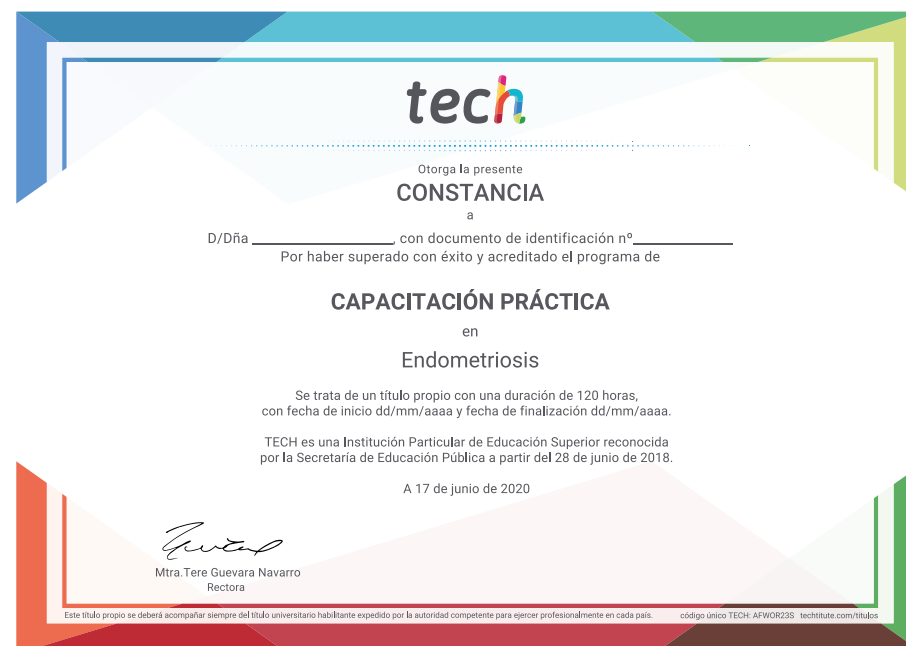 tech
Otorga la presente
CONSTANCIA
a
D/Dña ____________________, con documento de identificación nº______________
Por haber superado con éxito y acreditado el programa de
CAPACITACIÓN PRÁCTICA
en
Endometriosis
Se trata de un título propio con una duración de 120 horas,
con fecha de inicio dd/mm/aaaa y fecha de finalización dd/mm/aaaa.
TECH es una Institución Particular de Educación Superior reconocida
por la Secretaría de Educación Pública a partir del 28 de junio de 2018.
A 17 de junio de 2020
Mtra.Tere Guevara Navarro
Rectora
Este título propio se deberá acompañar siempre del título universitario habilitante expedido por la autoridad competente para ejercer profesionalmente en cada país. código único TECH: AFWOR23S techtitute.com/titulos